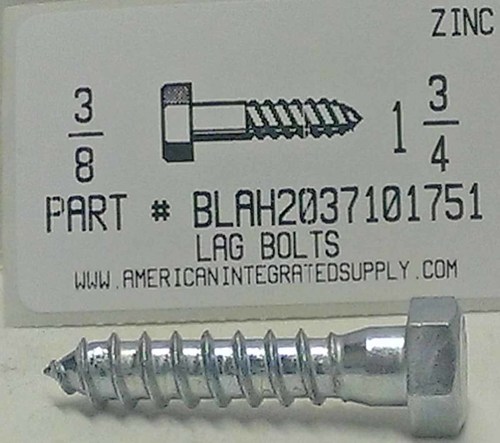 ZINC
3/8 1 3/4
PART # BLAH2037101751
LAG BOLTS
WWW.AMERICANINTEGRATEDSUPPLY.COM